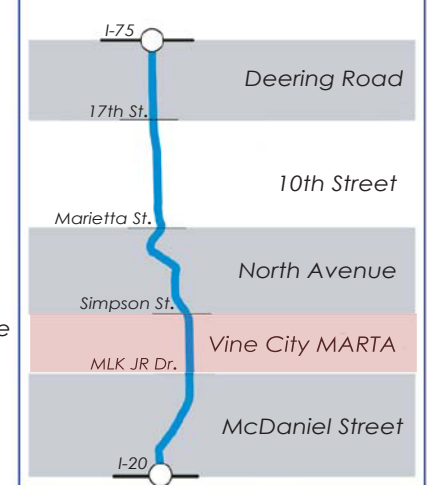 I-75
Deering Road
17th St.
10th Street
Marietta St.
North Avenue
Simpson St.
e
Vine City MARTA
MLK JR Dr.
McDaniel Street
I-20